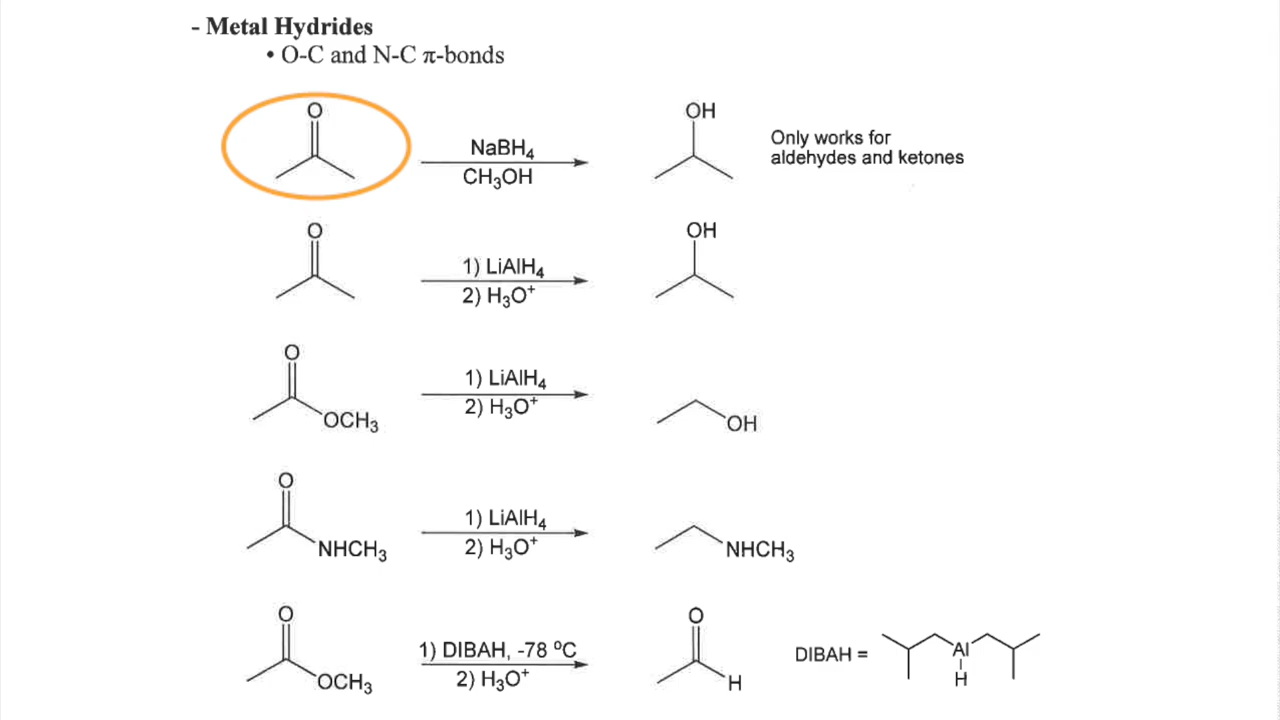 - Metal Hydrides
• O-C and N-C π-bonds
O
NaBH₄
CH₃OH
OH
Only works for
aldehydes and ketones
O
1) LiAlH₄
2) H₃O⁺
OH
O
OCH₃
1) LiAlH₄
2) H₃O⁺
OH
O
NHCH₃
1) LiAlH₄
2) H₃O⁺
NHCH₃
O
OCH₃
1) DIBAH, -78 ⁰C
2) H₃O⁺
O
H
DIBAH =
Al
H